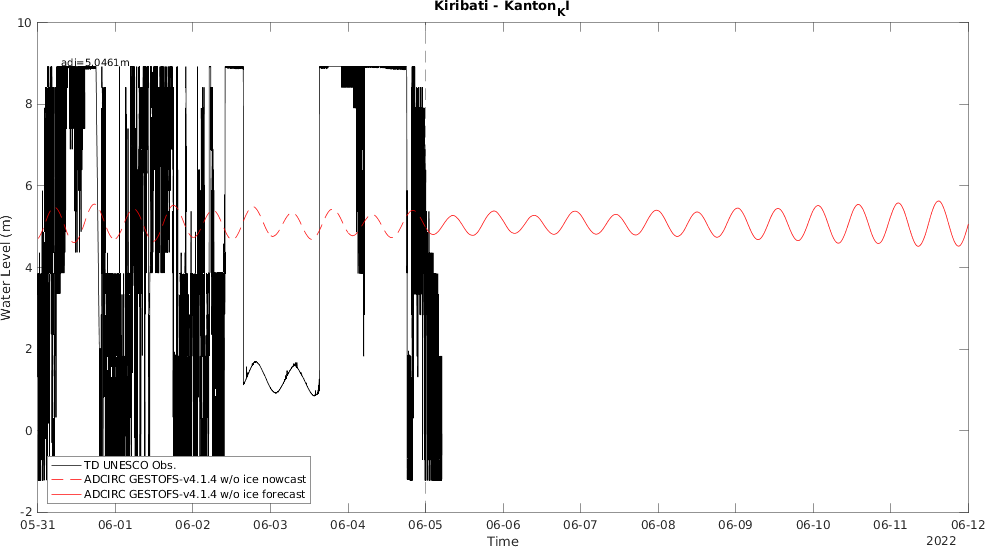 Kiribati - Kanton_KI
10
8
6
4
2
0
-2
Water Level (m)
adj=5.0461m
TD UNESCO Obs.
ADCIRC GESTOFS-v4.1.4 w/o ice nowcast
ADCIRC GESTOFS-v4.1.4 w/o ice forecast
05-31 06-01 06-02 06-03 06-04 06-05 06-06 06-07 06-08 06-09 06-10 06-11 06-12
Time
2022